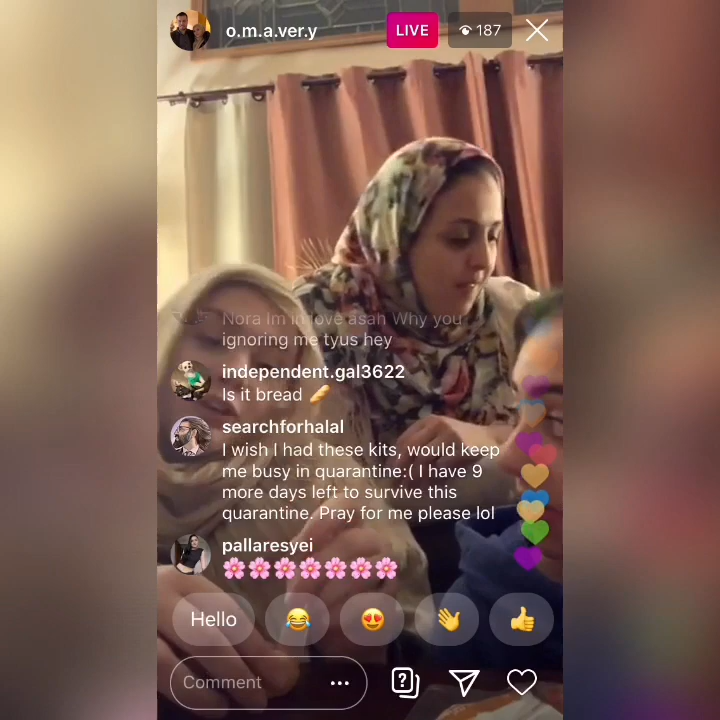 o.m.a.ver.y
LIVE
187
Nora Im in love asah Why you
ignoring me tyus hey
independent.gal3622
Is it bread 🥖
searchforhalal
I wish I had these kits, would keep
me busy in quarantine:( I have 9
more days left to survive this
quarantine. Pray for me please lol
pallaresyei
🌸🌸🌸🌸🌸🌸🌸
Hello 😂 😍 👋 👍
Comment ...
?